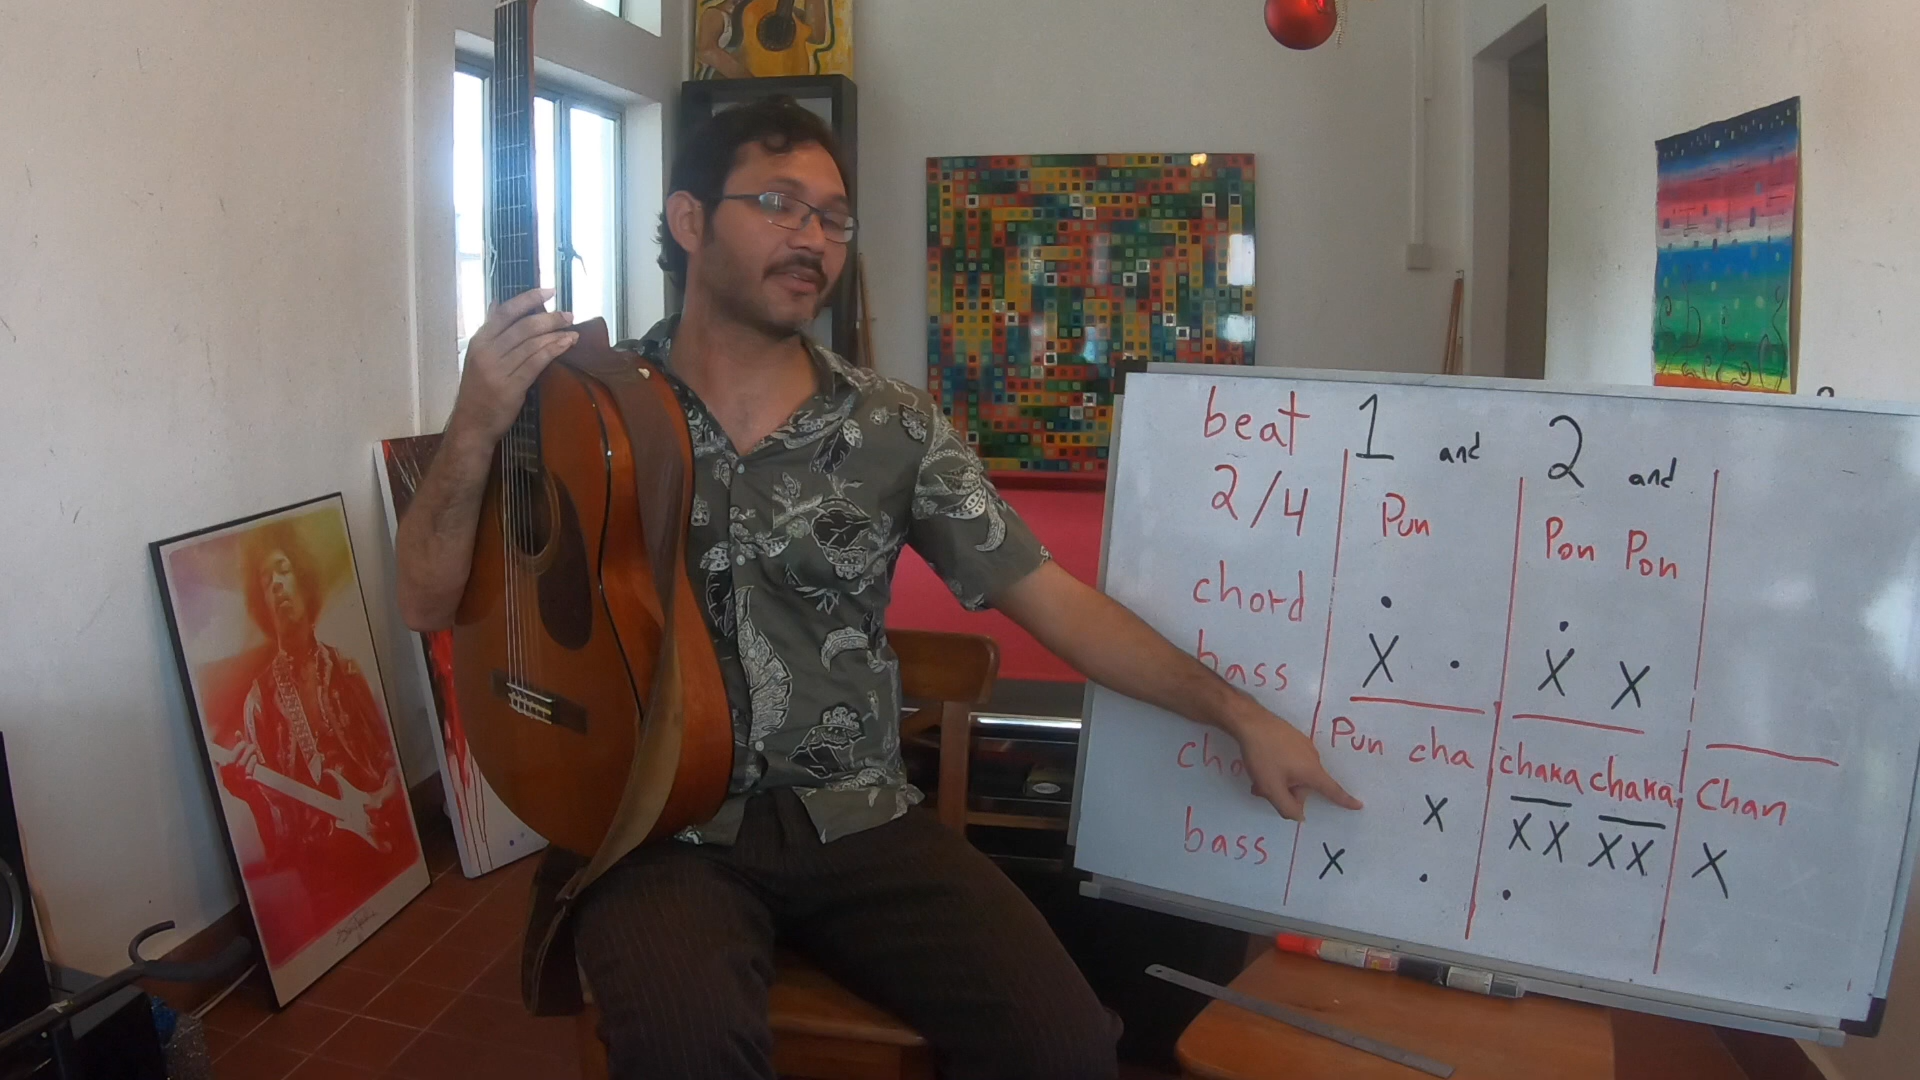 beat 1 and 2 and
2/4 Pun Pon Pon
chord • •
bass X • X X
Pun cha chaka chaka Chan
X XX XX X
bass X • •